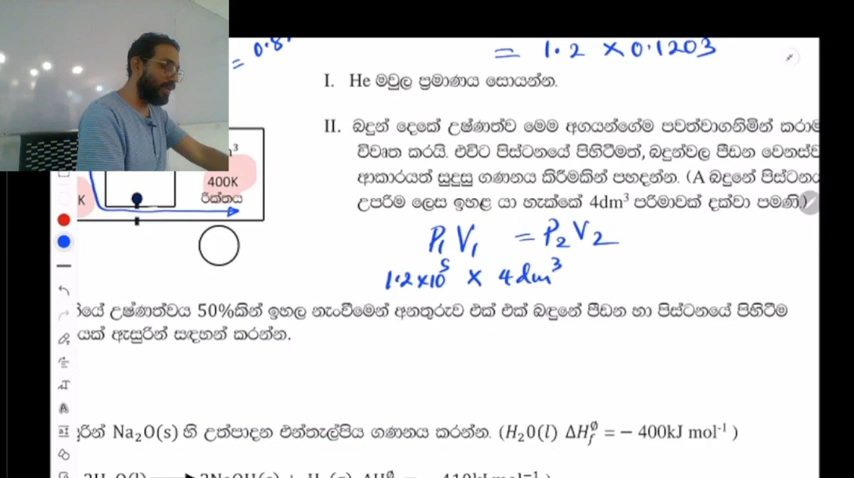 = 0.8
= 1.2 × 0.1203
I. He මවුල ප්‍රමාණය සොයන්න.
II. බඳුන් දෙකේ උෂ්ණත්ව මෙම අගයන්ගේම පවත්වාගනිමින් කරාම
විවෘත කරයි. එවිට පිස්ටනයේ පිහිටීමත්, බඳුන්වල පීඩන වෙනස්ව
ආකාරයත් සුදුසු ගණනය කිරීමකින් පහදන්න. (A බඳුනේ පිස්ටනය
උපරිම ලෙස ඉහළ යා හැක්කේ 4dm³ පරිමාවක් දක්වා පමණි)
400K
රික්තය
K
P₁V₁ = P₂V₂
1.2×10⁵ × 4dm³
යේ උෂ්ණත්වය 50%කින් ඉහල නැංවීමෙන් අනතුරුව එක් එක් බඳුනේ පීඩන හා පිස්ටනයේ පිහිටීම
යක් ඇසුරින් සඳහන් කරන්න.
රින් Na₂O(s) හි උත්පාදන එන්තැල්පිය ගණනය කරන්න. (H₂O(l) ΔH_f^ø = − 400kJ mol⁻¹ )